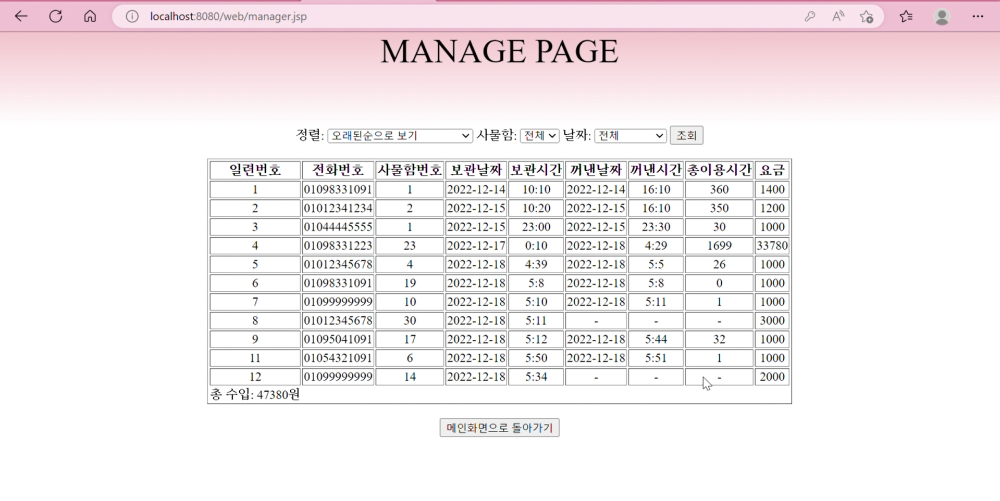 localhost:8080/web/manager.jsp
MANAGE PAGE
정렬: 오래된순으로 보기 사물함: 전체 날짜: 전체 조회
일련번호 전화번호 사물함번호 보관날짜 보관시간 꺼낸날짜 꺼낸시간 총이용시간 요금
1 01098331091 1 2022-12-14 10:10 2022-12-14 16:10 360 1400
2 01012341234 2 2022-12-15 10:20 2022-12-15 16:10 350 1200
3 01044445555 1 2022-12-15 23:00 2022-12-15 23:30 30 1000
4 01098331223 23 2022-12-17 0:10 2022-12-18 4:29 1699 33780
5 01012345678 4 2022-12-18 4:39 2022-12-18 5:5 26 1000
6 01098331091 19 2022-12-18 5:8 2022-12-18 5:8 0 1000
7 01099999999 10 2022-12-18 5:10 2022-12-18 5:11 1 1000
8 01012345678 30 2022-12-18 5:11 - - - 3000
9 01095041091 17 2022-12-18 5:12 2022-12-18 5:44 32 1000
11 01054321091 6 2022-12-18 5:50 2022-12-18 5:51 1 1000
12 01099999999 14 2022-12-18 5:34 - - - 2000
총 수입: 47380원
메인화면으로 돌아가기